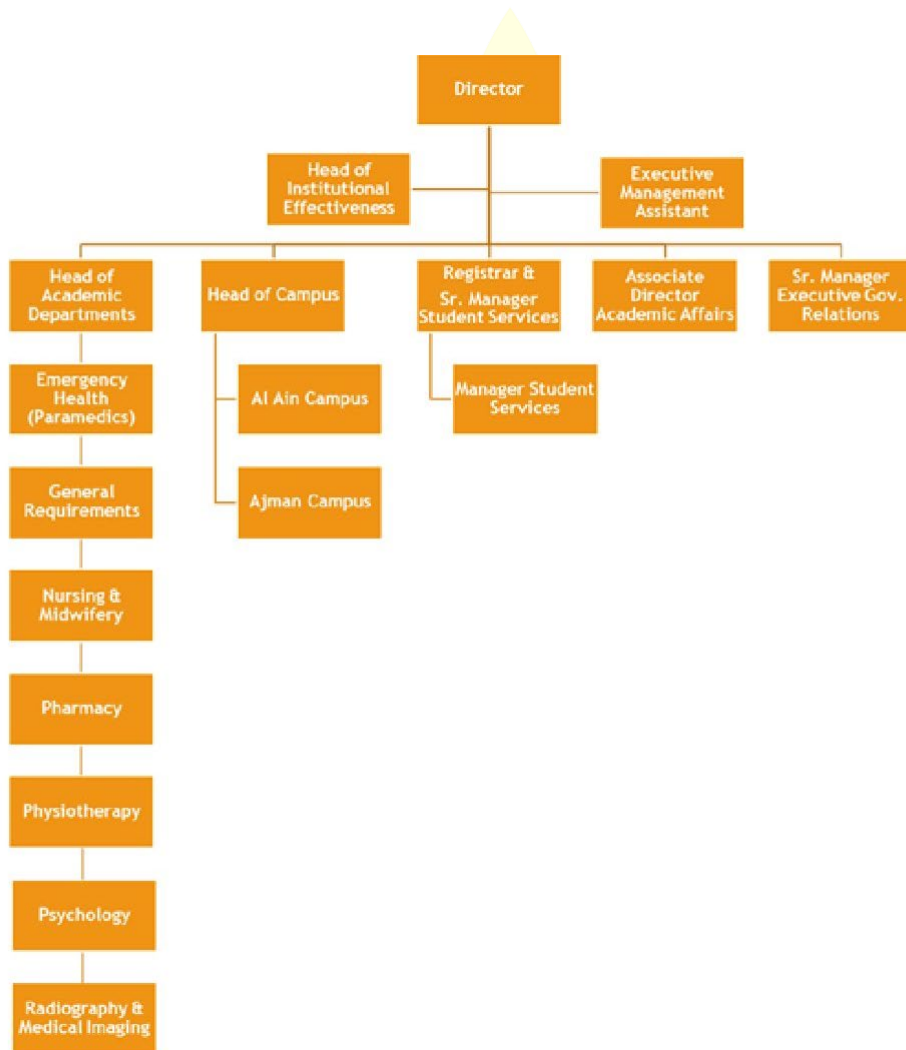 Director
Head of
Institutional
Effectiveness
Executive
Management
Assistant
Head of
Academic
Departments
Head of Campus
Registrar &
Sr. Manager
Student Services
Associate
Director
Academic Affairs
Sr. Manager
Executive Gov.
Relations
Emergency
Health
(Paramedics)
Al Ain Campus
Manager Student
Services
General
Requirements
Ajman Campus
Nursing &
Midwifery
Pharmacy
Physiotherapy
Psychology
Radiography &
Medical Imaging